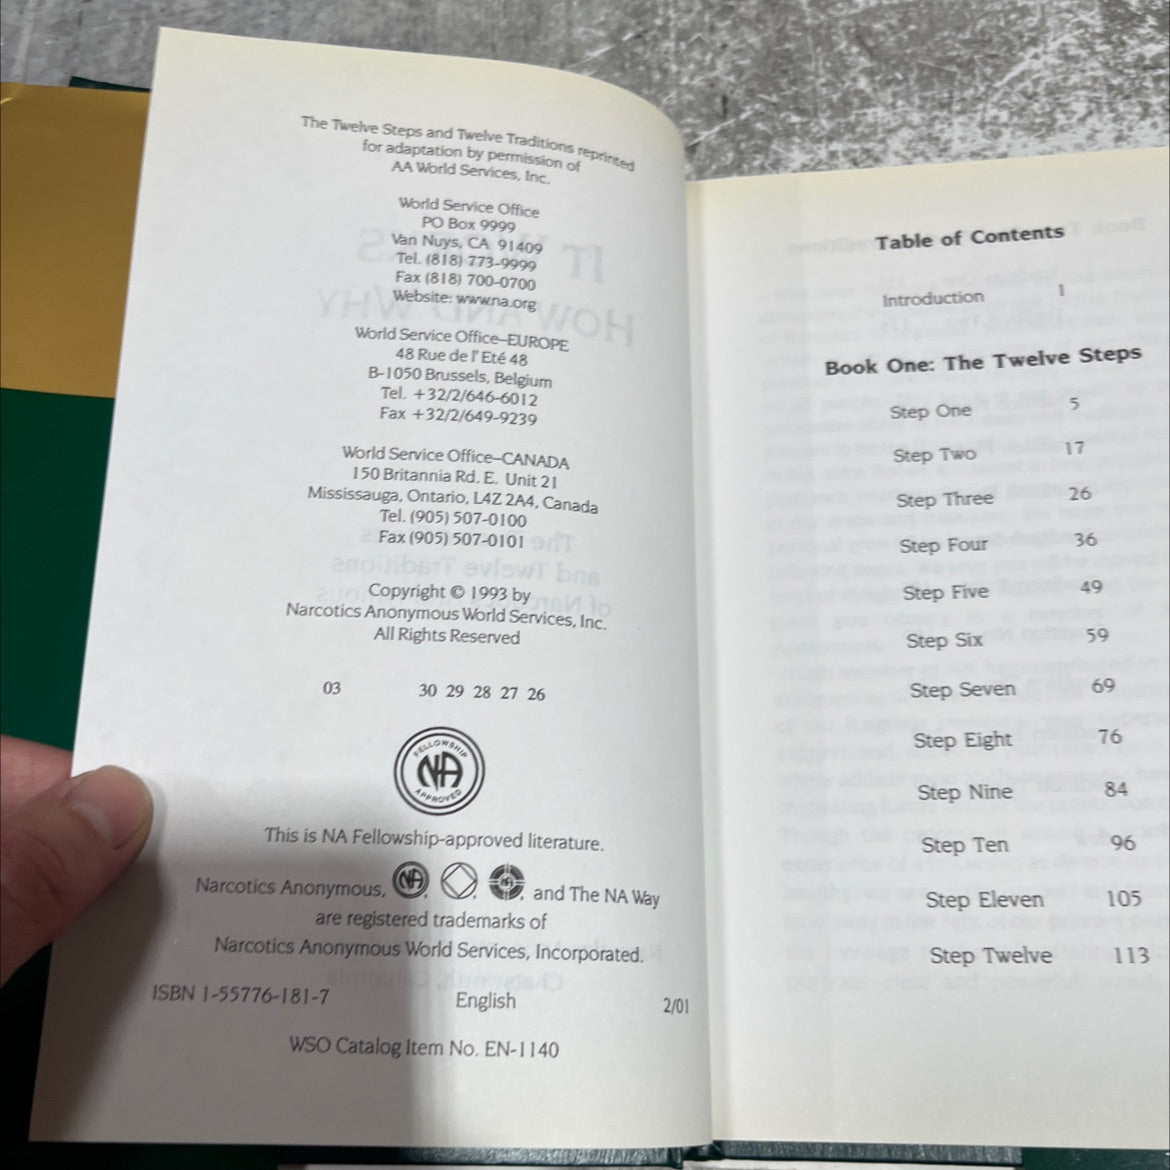 The Twelve Steps and Twelve Traditions reprinted
for adaptation by permission of
AA World Services, Inc.
World Service Office
PO Box 9999
Van Nuys, CA 91409
Tel. (818) 773-9999
Fax (818) 700-0700
Website: www.na.org
World Service Office–EUROPE
48 Rue de l' Eté 48
B-1050 Brussels, Belgium
Tel. +32/2/646-6012
Fax +32/2/649-9239
World Service Office–CANADA
150 Britannia Rd. E. Unit 21
Mississauga, Ontario, L4Z 2A4, Canada
Tel. (905) 507-0100
Fax (905) 507-0101
Copyright © 1993 by
Narcotics Anonymous World Services, Inc.
All Rights Reserved
03 30 29 28 27 26
FELLOWSHIP
NA
APPROVED
This is NA Fellowship-approved literature.
Narcotics Anonymous, NA, and The NA Way
are registered trademarks of
Narcotics Anonymous World Services, Incorporated.
ISBN 1-55776-181-7 English 2/01
WSO Catalog Item No. EN-1140
Table of Contents
Introduction 1
Book One: The Twelve Steps
Step One 5
Step Two 17
Step Three 26
Step Four 36
Step Five 49
Step Six 59
Step Seven 69
Step Eight 76
Step Nine 84
Step Ten 96
Step Eleven 105
Step Twelve 113